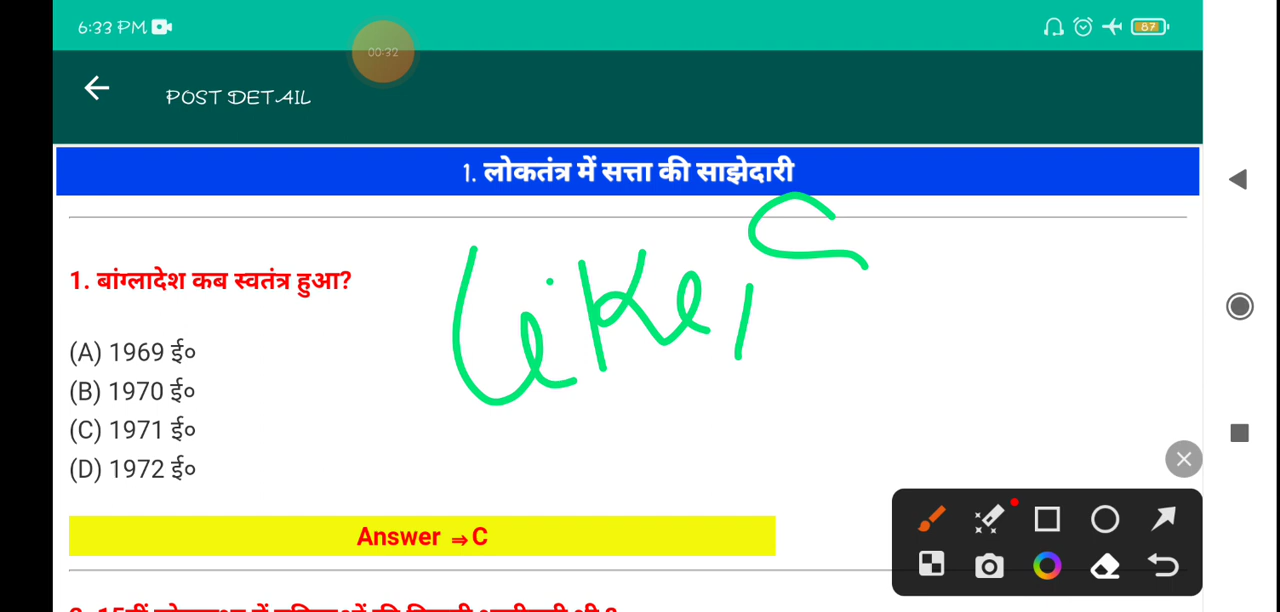 6:33 PM
87
00:32
POST DETAIL
1. लोकतंत्र में सत्ता की साझेदारी
1. बांग्लादेश कब स्वतंत्र हुआ?
Like,
(A) 1969 ई०
(B) 1970 ई०
(C) 1971 ई०
(D) 1972 ई०
Answer ⇒ C